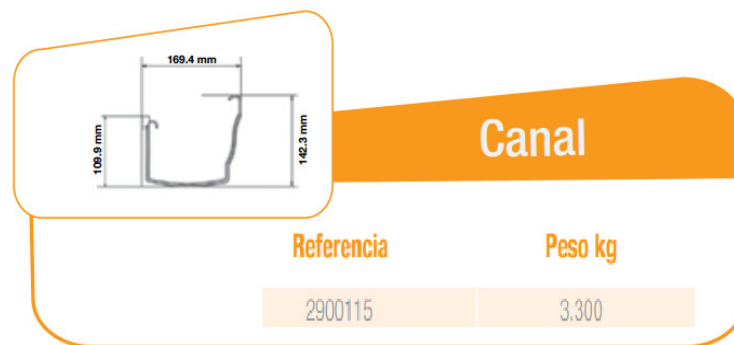 169.4 mm
109.9 mm
142.3 mm
Canal
Referencia
Peso kg
2900115
3.300